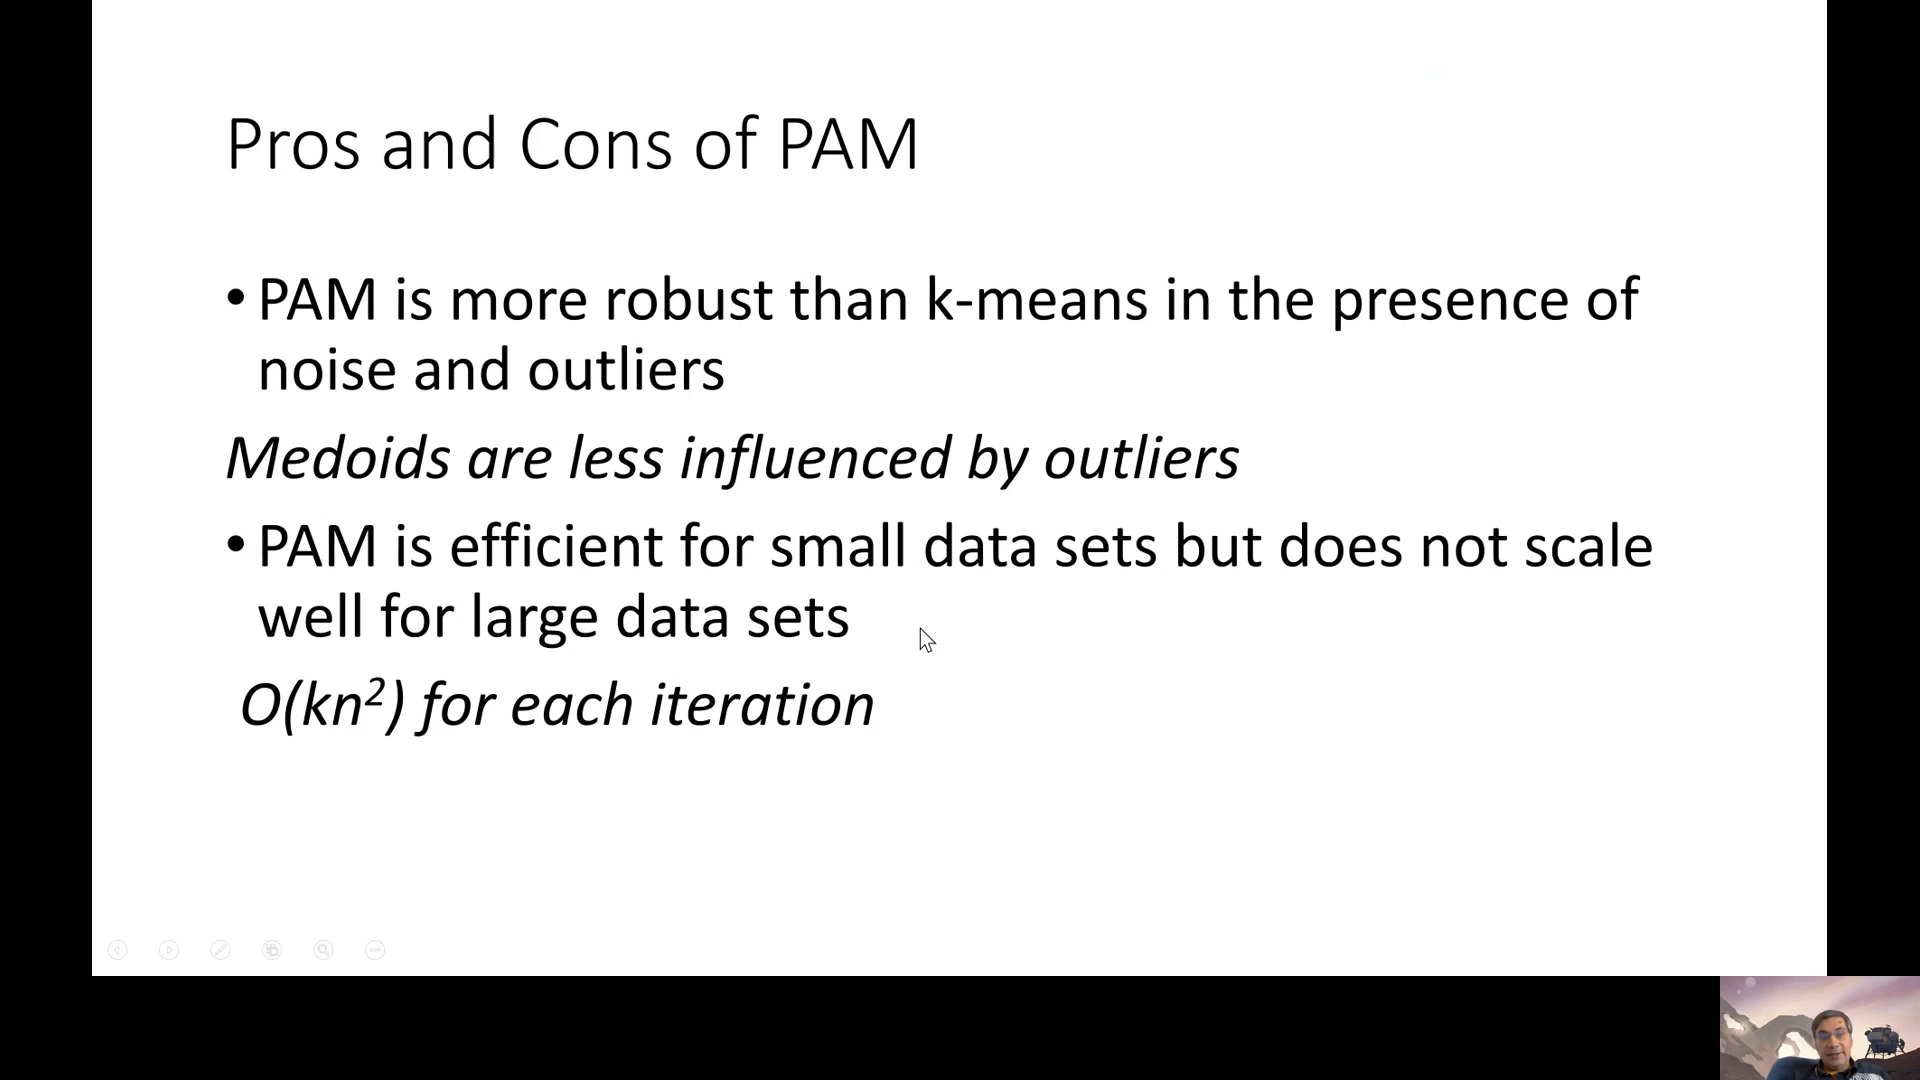 Pros and Cons of PAM
• PAM is more robust than k-means in the presence of
noise and outliers
Medoids are less influenced by outliers
• PAM is efficient for small data sets but does not scale
well for large data sets
O(kn²) for each iteration